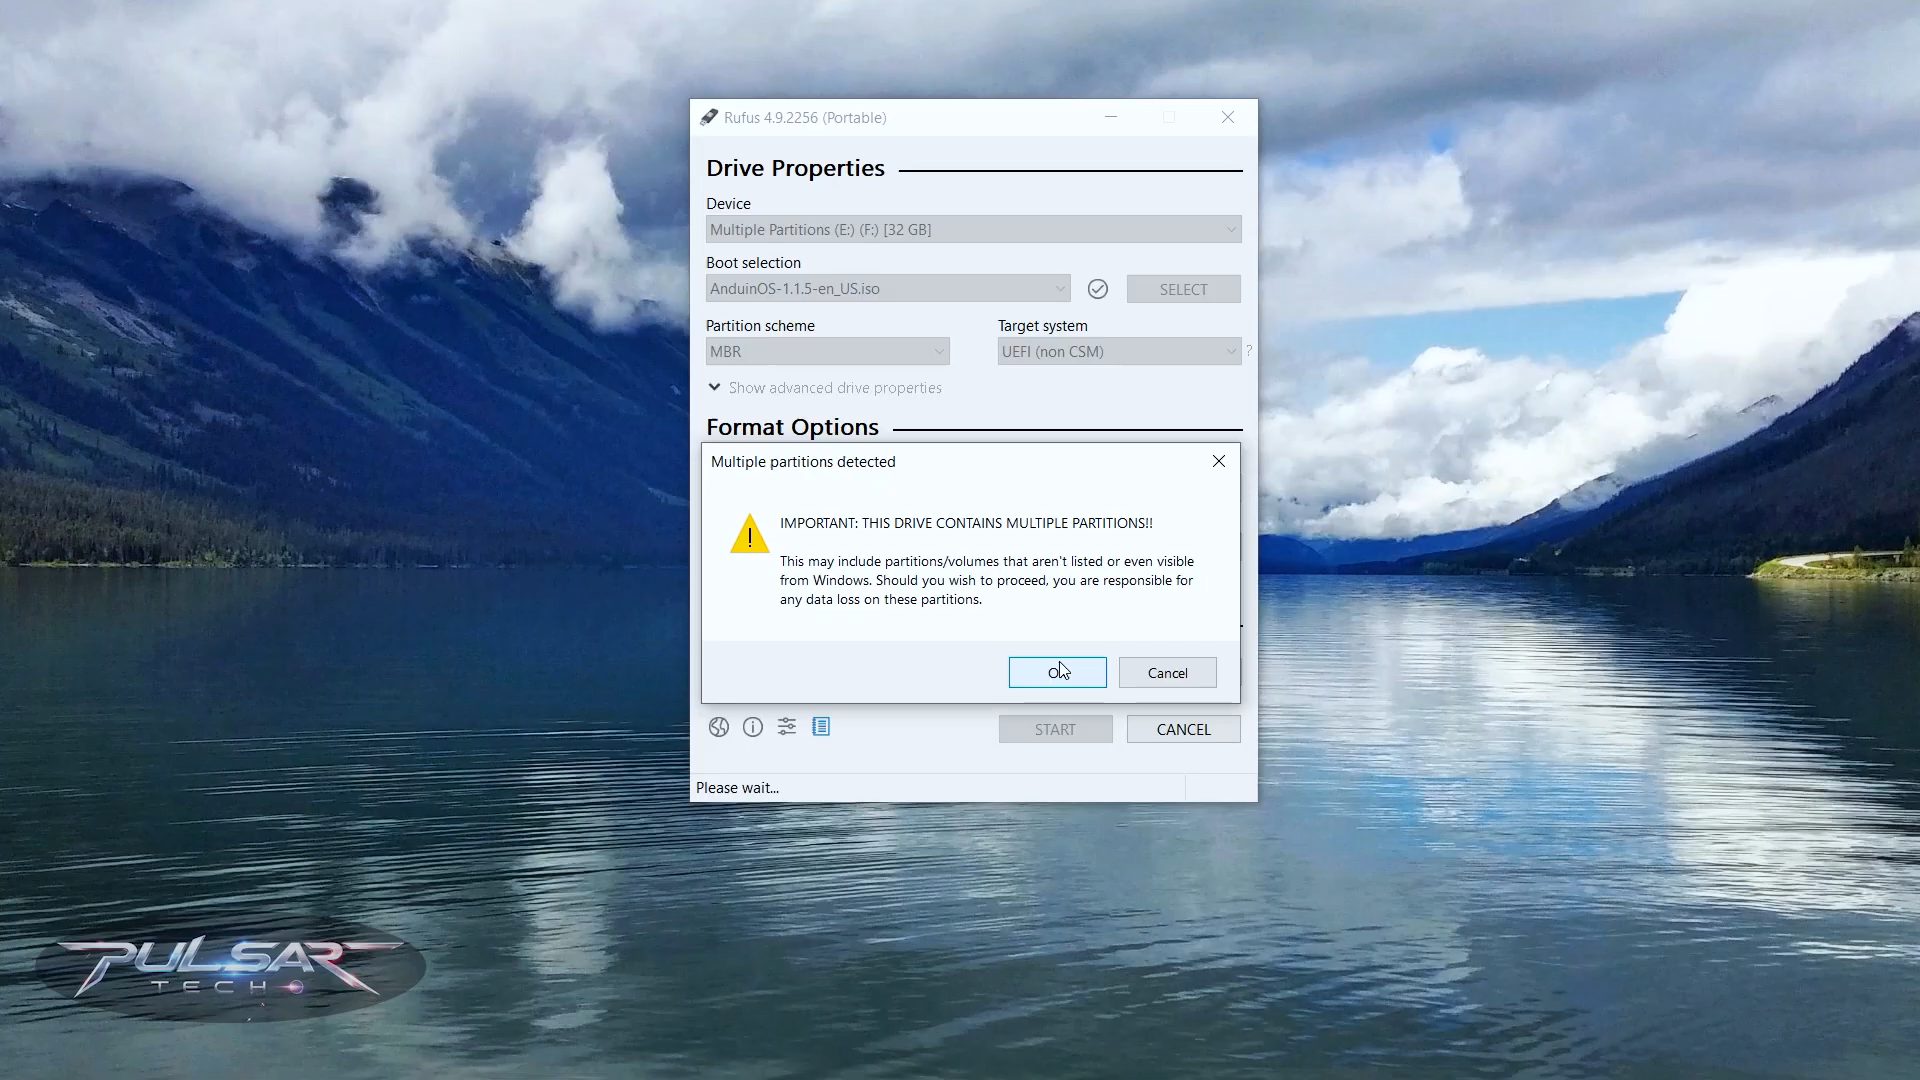 Rufus 4.9.2256 (Portable)
Drive Properties
Device
Multiple Partitions (E:) (F:) [32 GB]
Boot selection
AnduinOS-1.1.5-en_US.iso
SELECT
Partition scheme
Target system
MBR
UEFI (non CSM)
?
Show advanced drive properties
Format Options
Multiple partitions detected
IMPORTANT: THIS DRIVE CONTAINS MULTIPLE PARTITIONS!!
This may include partitions/volumes that aren't listed or even visible
from Windows. Should you wish to proceed, you are responsible for
any data loss on these partitions.
Cancel
START
CANCEL
Please wait...
PULSAR
TECH